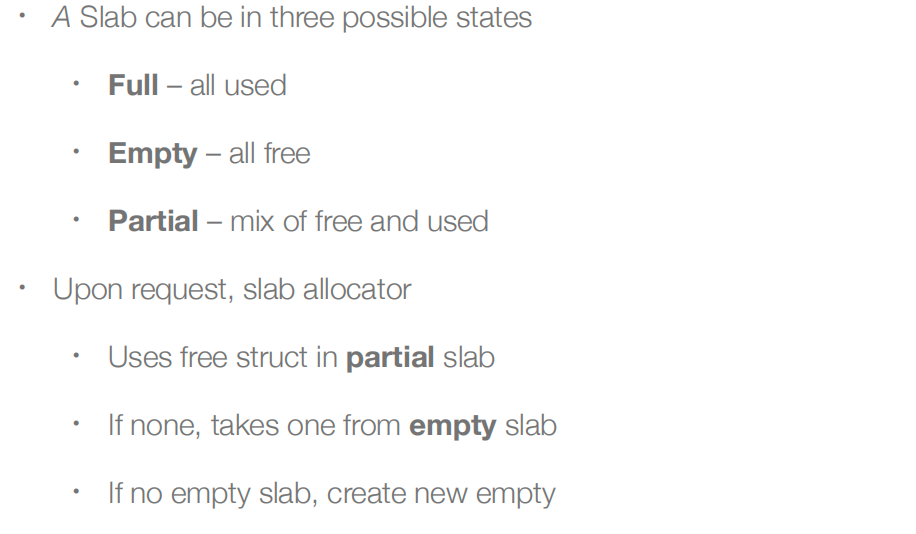 • A Slab can be in three possible states
• Full – all used
• Empty – all free
• Partial – mix of free and used
• Upon request, slab allocator
• Uses free struct in partial slab
• If none, takes one from empty slab
• If no empty slab, create new empty